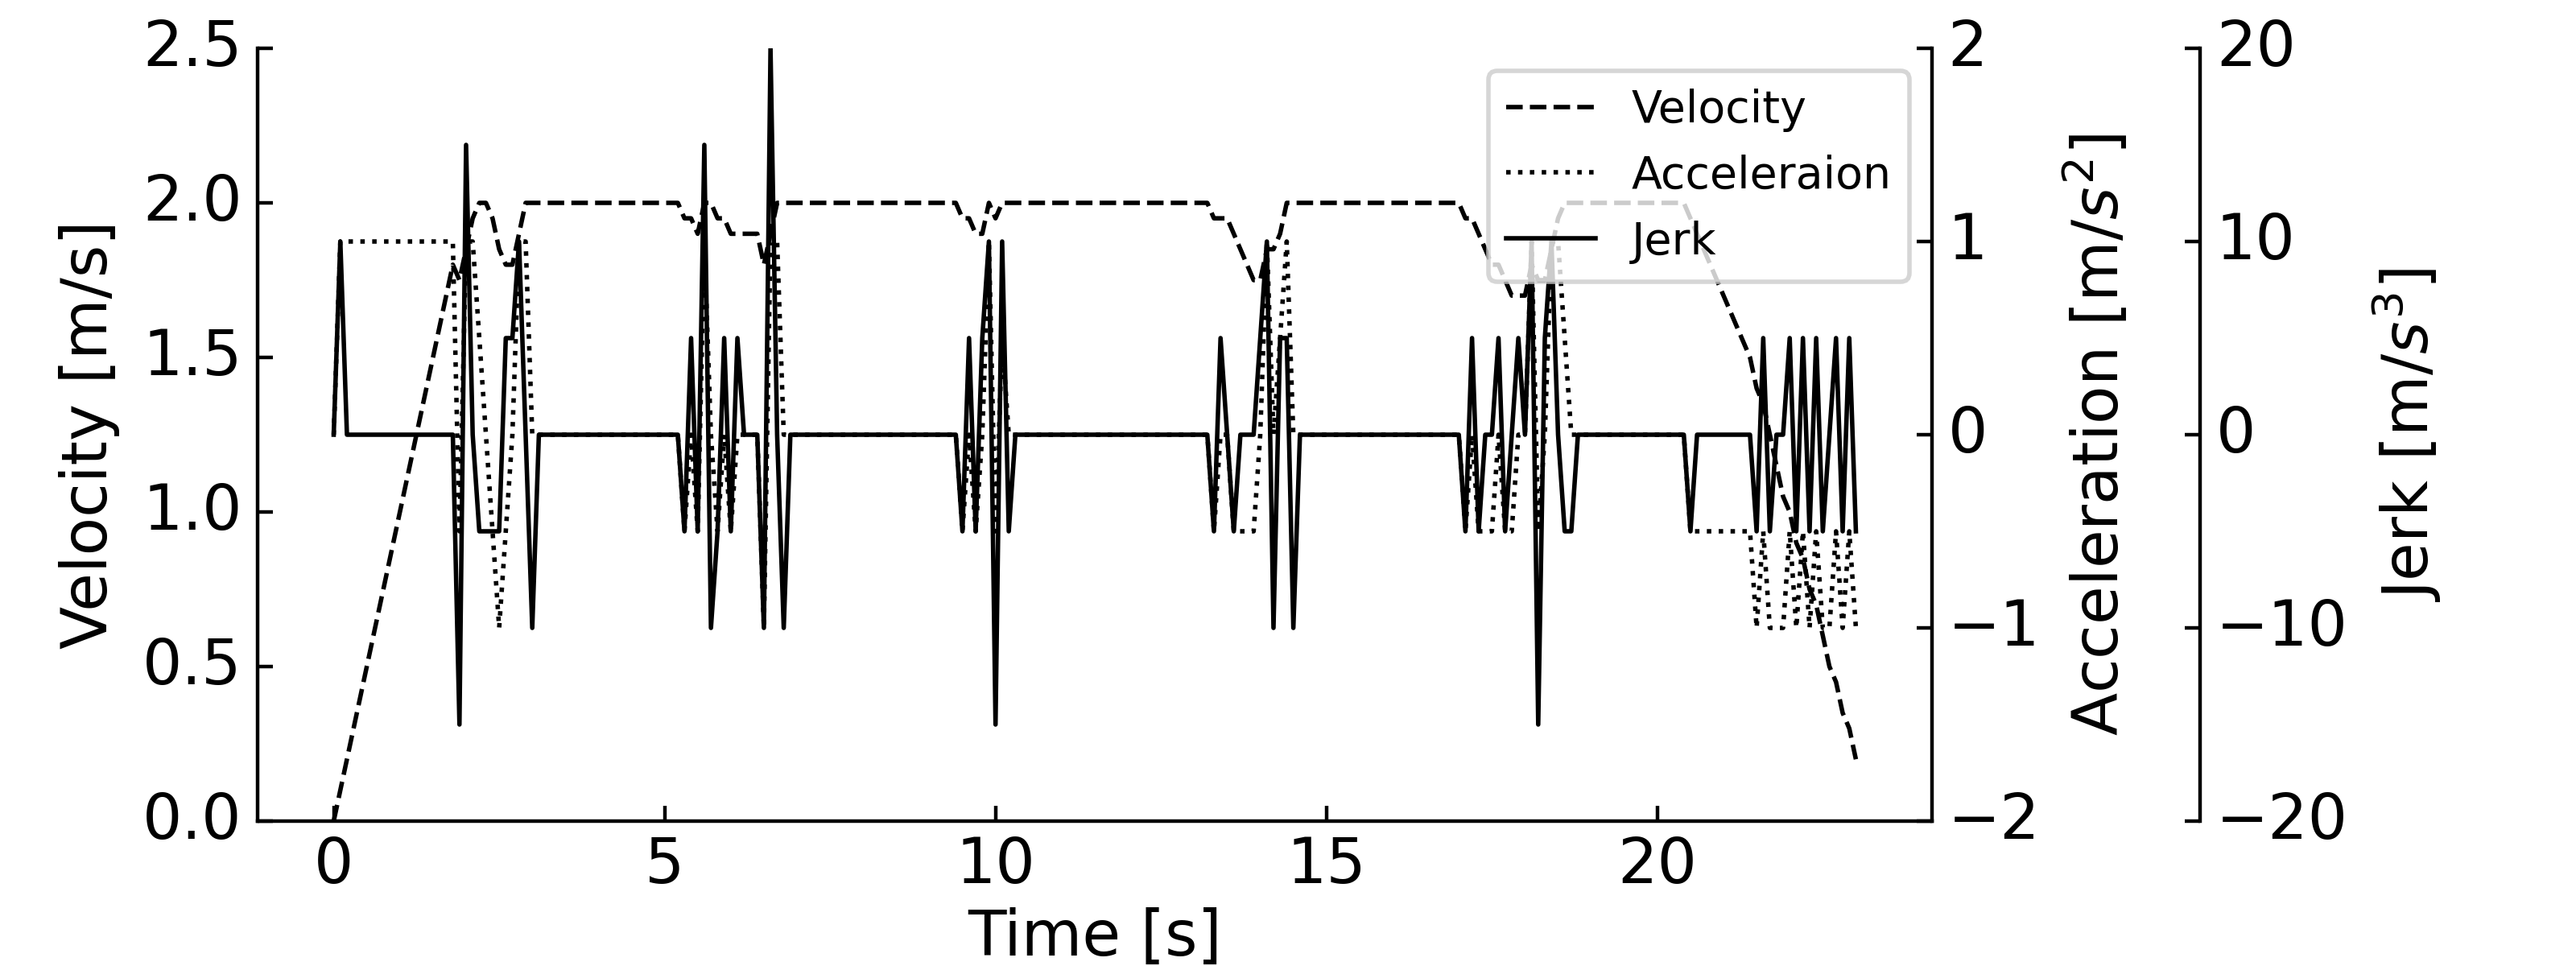 Velocity [m/s]
2.5
2.0
1.5
1.0
0.5
0.0
0 5 10 15 20
Time [s]
Velocity
Acceleraion
Jerk
2
1
0
−1
−2
Acceleration [m/s²]
20
10
0
−10
−20
Jerk [m/s³]